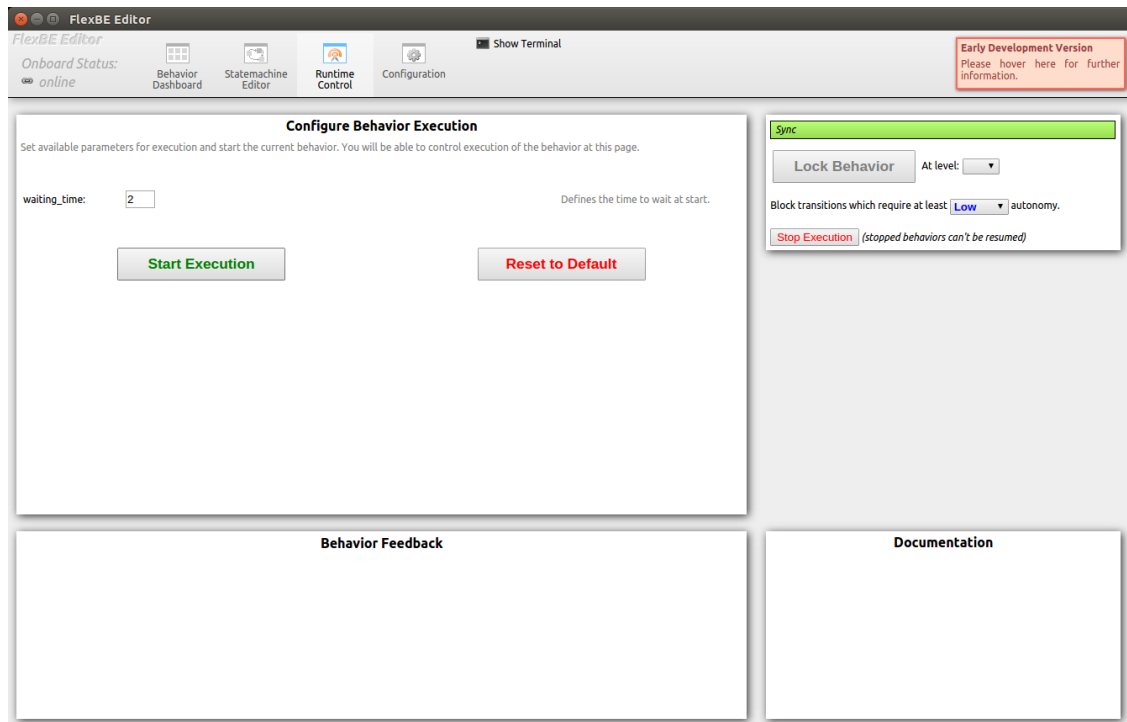 FlexBE Editor
FlexBE Editor
Onboard Status:
online
Behavior
Dashboard
Statemachine
Editor
Runtime
Control
Configuration
Show Terminal
Early Development Version
Please hover here for further
information.
Configure Behavior Execution
Set available parameters for execution and start the current behavior. You will be able to control execution of the behavior at this page.
waiting_time: 2 Defines the time to wait at start.
Start Execution Reset to Default
Sync
Lock Behavior At level:
Block transitions which require at least Low autonomy.
Stop Execution (stopped behaviors can't be resumed)
Behavior Feedback
Documentation